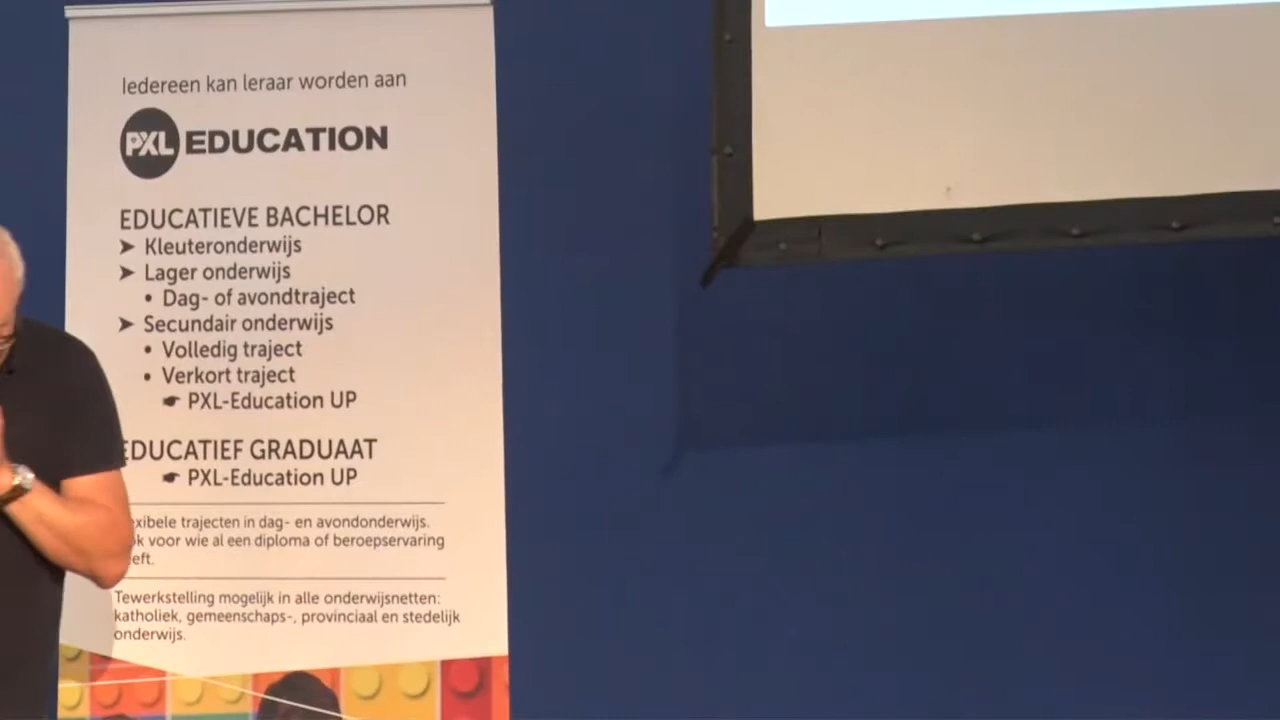 Iedereen kan leraar worden aan
PXL EDUCATION
EDUCATIEVE BACHELOR
➤ Kleuteronderwijs
➤ Lager onderwijs
• Dag- of avondtraject
➤ Secundair onderwijs
• Volledig traject
• Verkort traject
☛ PXL-Education UP
EDUCATIEF GRADUAAT
☛ PXL-Education UP
trajecten in dag- en avondonderwijs.
voor wie al een diploma of beroepservaring
Tewerkstelling mogelijk in alle onderwijsnetten:
katholiek, gemeenschaps-, provinciaal en stedelijk
onderwijs.